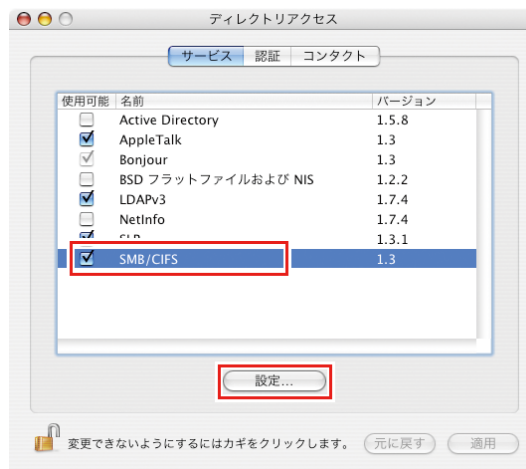 ディレクトリアクセス
サービス 認証 コンタクト
使用可能 名前 バージョン
Active Directory 1.5.8
AppleTalk 1.3
Bonjour 1.3
BSD フラットファイルおよび NIS 1.2.2
LDAPv3 1.7.4
NetInfo 1.7.4
SLP 1.3.1
SMB/CIFS 1.3
設定...
変更できないようにするにはカギをクリックします。 元に戻す 適用